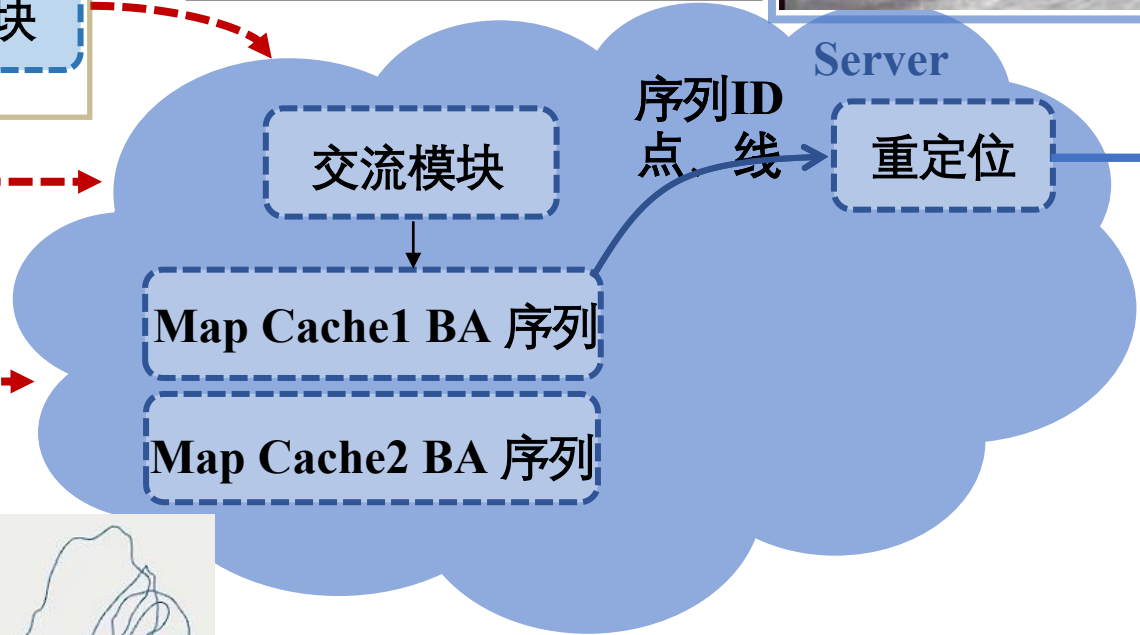 块
Server
序列ID
点、线
交流模块
重定位
Map Cache1 BA 序列
Map Cache2 BA 序列